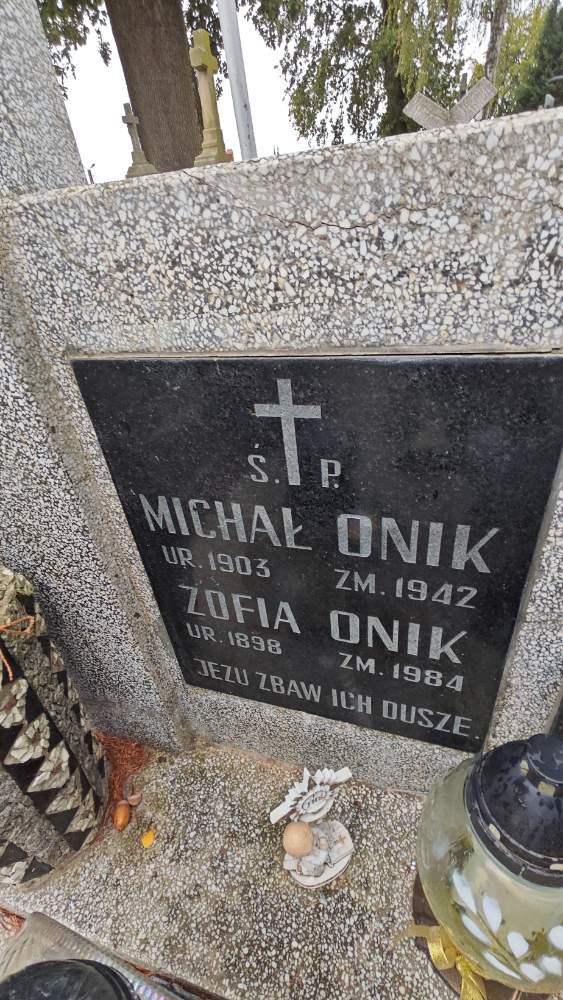 Ś. P.
MICHAŁ ONIK
UR. 1903 ZM. 1942
ZOFIA ONIK
UR. 1898 ZM. 1984
JEZU ZBAW ICH DUSZE.